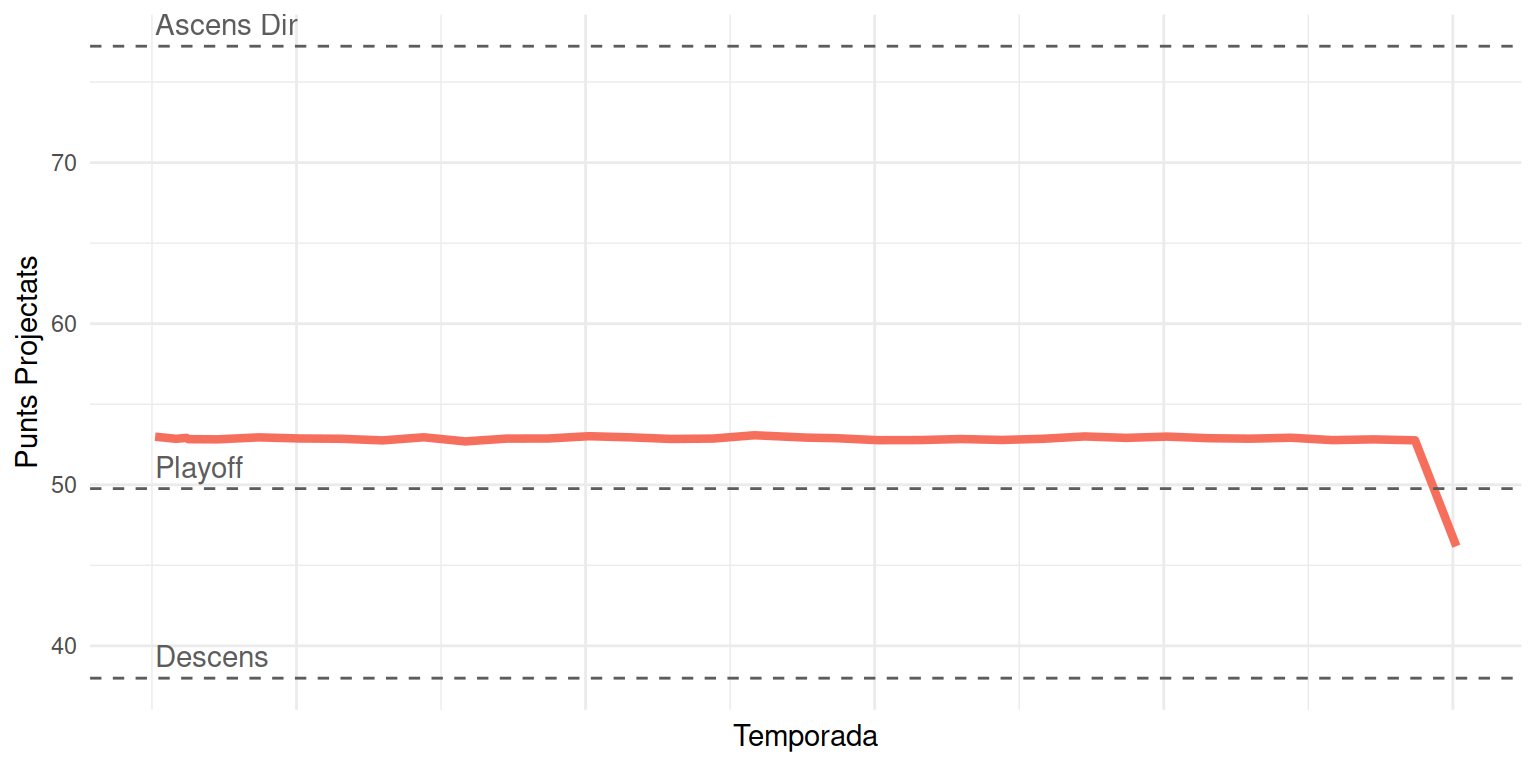 Ascens Dir
70
60
Punts Projectats
Playoff
50
40
Descens
Temporada